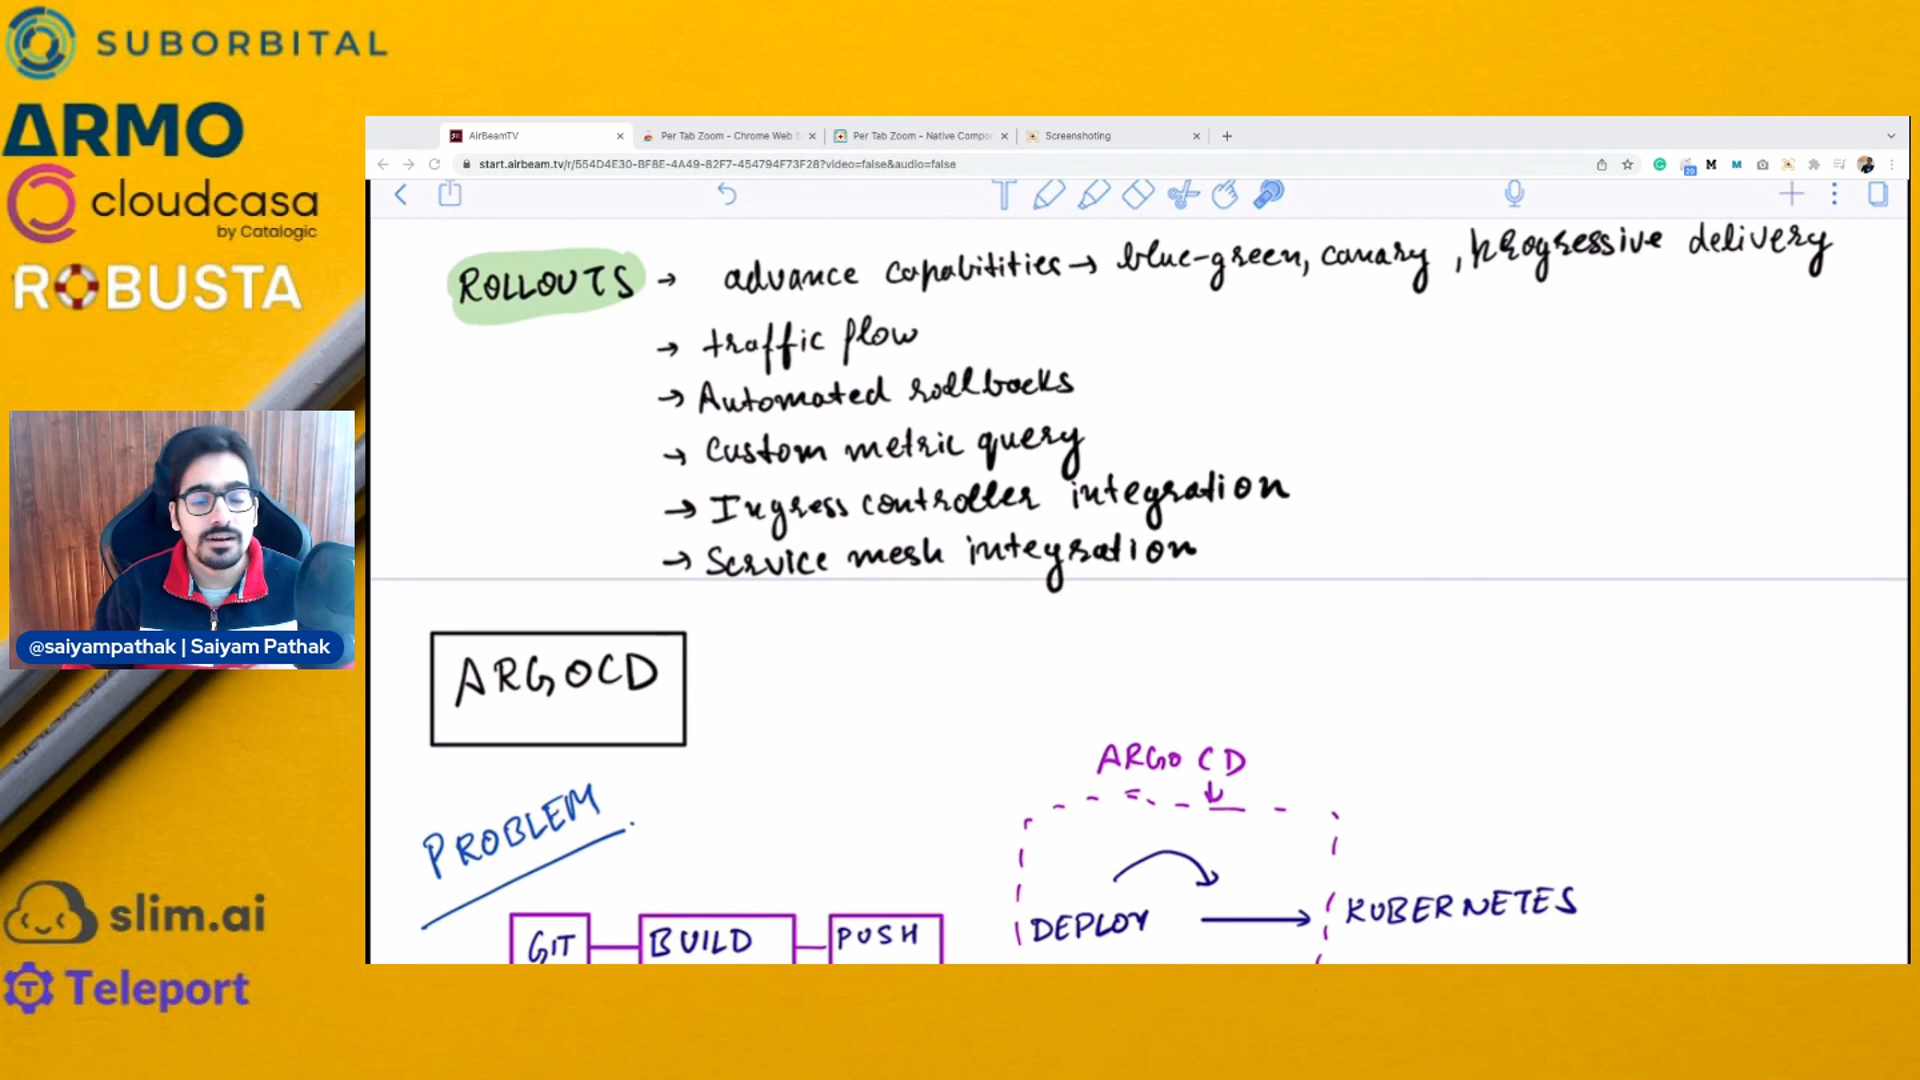 SUBORBITAL
ARMO
cloudcasa
by Catalogic
ROBUSTA
@saiyampathak | Saiyam Pathak
slim.ai
Teleport
AirBeamTV
Per Tab Zoom - Chrome Web S
Per Tab Zoom - Native Compo
Screenshoting
start.airbeam.tv/r/554D4E30-BF8E-4A49-82F7-454794F73F28?video=false&audio=false
ROLLOUTS → advance capabitities → blue-green, canary, progressive delivery
→ traffic flow
→ Automated rollbacks
→ Custom metric query
→ Ingress controller integration
→ Service mesh integration
ARGOCD
PROBLEM
ARGO CD
GIT BUILD PUSH
DEPLOY → KUBERNETES